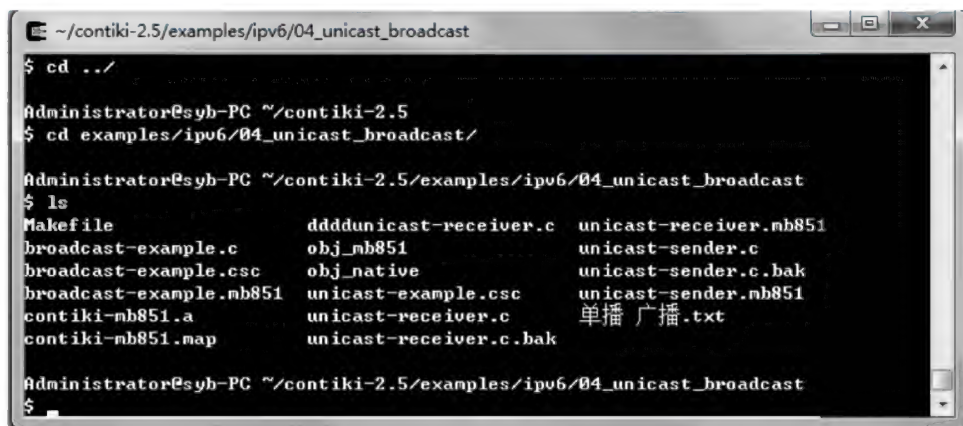 ~/contiki-2.5/examples/ipv6/04_unicast_broadcast
$ cd ../
Administrator@syb-PC ~/contiki-2.5
$ cd examples/ipv6/04_unicast_broadcast/
Administrator@syb-PC ~/contiki-2.5/examples/ipv6/04_unicast_broadcast
$ ls
Makefile ddddunicast-receiver.c unicast-receiver.mb851
broadcast-example.c obj_mb851 unicast-sender.c
broadcast-example.csc obj_native unicast-sender.c.bak
broadcast-example.mb851 unicast-example.csc unicast-sender.mb851
contiki-mb851.a unicast-receiver.c 单播 广播.txt
contiki-mb851.map unicast-receiver.c.bak
Administrator@syb-PC ~/contiki-2.5/examples/ipv6/04_unicast_broadcast
$